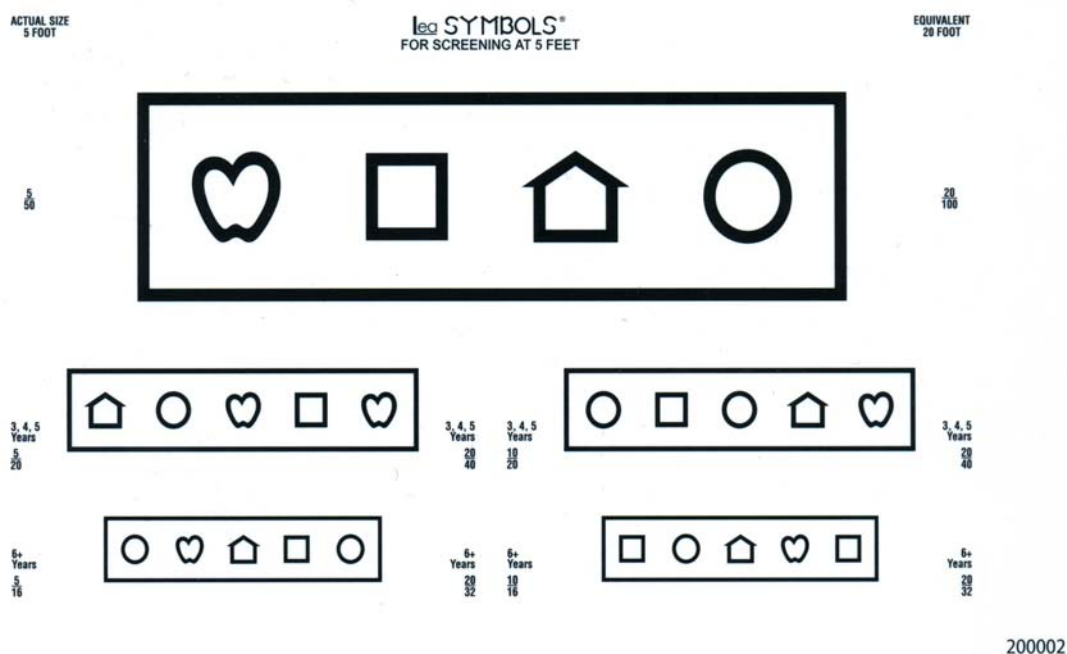 ACTUAL SIZE
5 FOOT
Lea SYMBOLS®
FOR SCREENING AT 5 FEET
EQUIVALENT
20 FOOT
5
50
20
100
3, 4, 5
Years
5
20
3, 4, 5
Years
20
40
3, 4, 5
Years
10
20
3, 4, 5
Years
20
40
6+
Years
5
16
6+
Years
20
32
6+
Years
10
16
6+
Years
20
32
200002